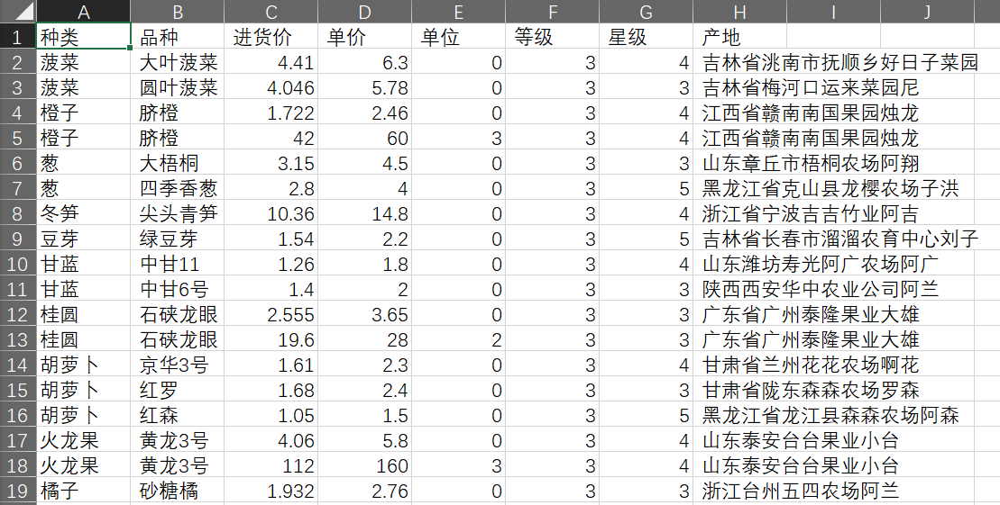 A B C D E F G H I J
1 种类 品种 进货价 单价 单位 等级 星级 产地
2 菠菜 大叶菠菜 4.41 6.3 0 3 4 吉林省洮南市抚顺乡好日子菜园
3 菠菜 圆叶菠菜 4.046 5.78 0 3 3 吉林省梅河口运来菜园尼
4 橙子 脐橙 1.722 2.46 0 3 4 江西省赣南南国果园烛龙
5 橙子 脐橙 42 60 3 3 4 江西省赣南南国果园烛龙
6 葱 大梧桐 3.15 4.5 0 3 3 山东章丘市梧桐农场阿翔
7 葱 四季香葱 2.8 4 0 3 5 黑龙江省克山县龙樱农场子洪
8 冬笋 尖头青笋 10.36 14.8 0 3 4 浙江省宁波吉吉竹业阿吉
9 豆芽 绿豆芽 1.54 2.2 0 3 5 吉林省长春市溜溜农育中心刘子
10 甘蓝 中甘11 1.26 1.8 0 3 4 山东潍坊寿光阿广农场阿广
11 甘蓝 中甘6号 1.4 2 0 3 3 陕西西安华中农业公司阿兰
12 桂圆 石硖龙眼 2.555 3.65 0 3 3 广东省广州泰隆果业大雄
13 桂圆 石硖龙眼 19.6 28 2 3 3 广东省广州泰隆果业大雄
14 胡萝卜 京华3号 1.61 2.3 0 3 4 甘肃省兰州花花农场啊花
15 胡萝卜 红罗 1.68 2.4 0 3 3 甘肃省陇东森森农场罗森
16 胡萝卜 红森 1.05 1.5 0 3 5 黑龙江省龙江县森森农场阿森
17 火龙果 黄龙3号 4.06 5.8 0 3 4 山东泰安台台果业小台
18 火龙果 黄龙3号 112 160 3 3 4 山东泰安台台果业小台
19 橘子 砂糖橘 1.932 2.76 0 3 3 浙江台州五四农场阿兰